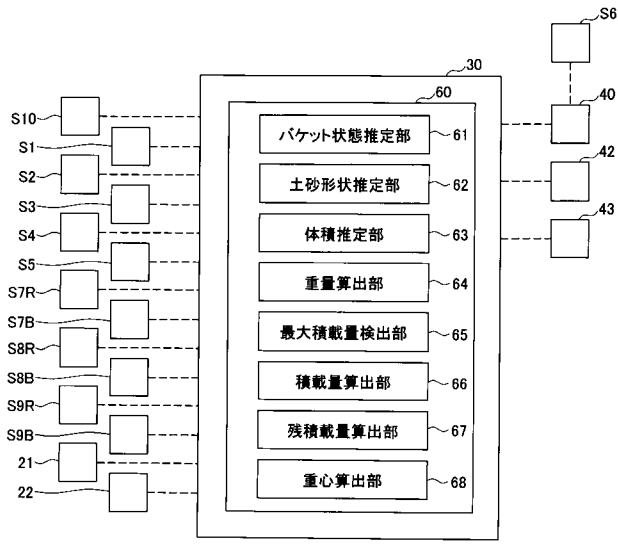 S6
30
60
40
S10
バケット状態推定部
61
S1
42
S2
土砂形状推定部
62
S3
43
S4
体積推定部
63
S5
重量算出部
64
S7R
S7B
最大積載量検出部
65
S8R
S8B
積載量算出部
66
S9R
S9B
残積載量算出部
67
21
重心算出部
68
22